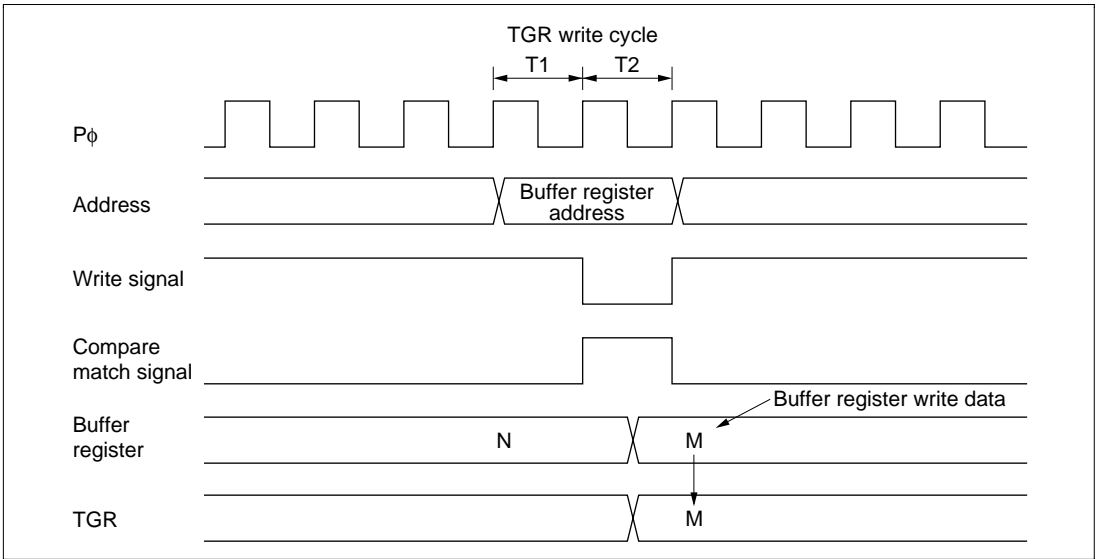 TGR write cycle
T1 T2
Pϕ
Address
Buffer register
address
Write signal
Compare
match signal
Buffer register write data
Buffer
register
N M
TGR
M